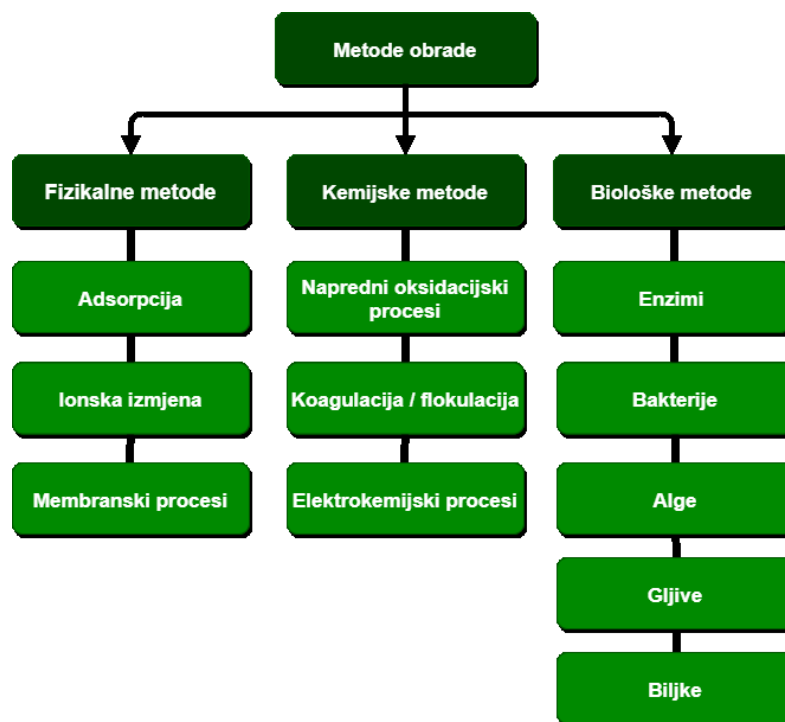 Metode obrade
Fizikalne metode
Adsorpcija
Ionska izmjena
Membranski procesi
Kemijske metode
Napredni oksidacijski
procesi
Koagulacija / flokulacija
Elektrokemijski procesi
Biološke metode
Enzimi
Bakterije
Alge
Gljive
Biljke